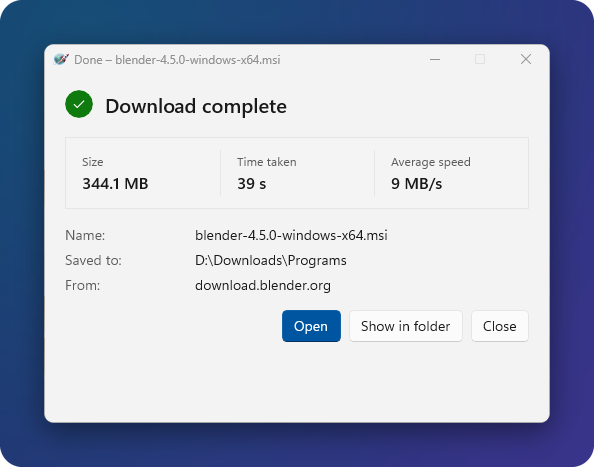 Done – blender-4.5.0-windows-x64.msi
Download complete
Size Time taken Average speed
344.1 MB 39 s 9 MB/s
Name: blender-4.5.0-windows-x64.msi
Saved to: D:\Downloads\Programs
From: download.blender.org
Open Show in folder Close